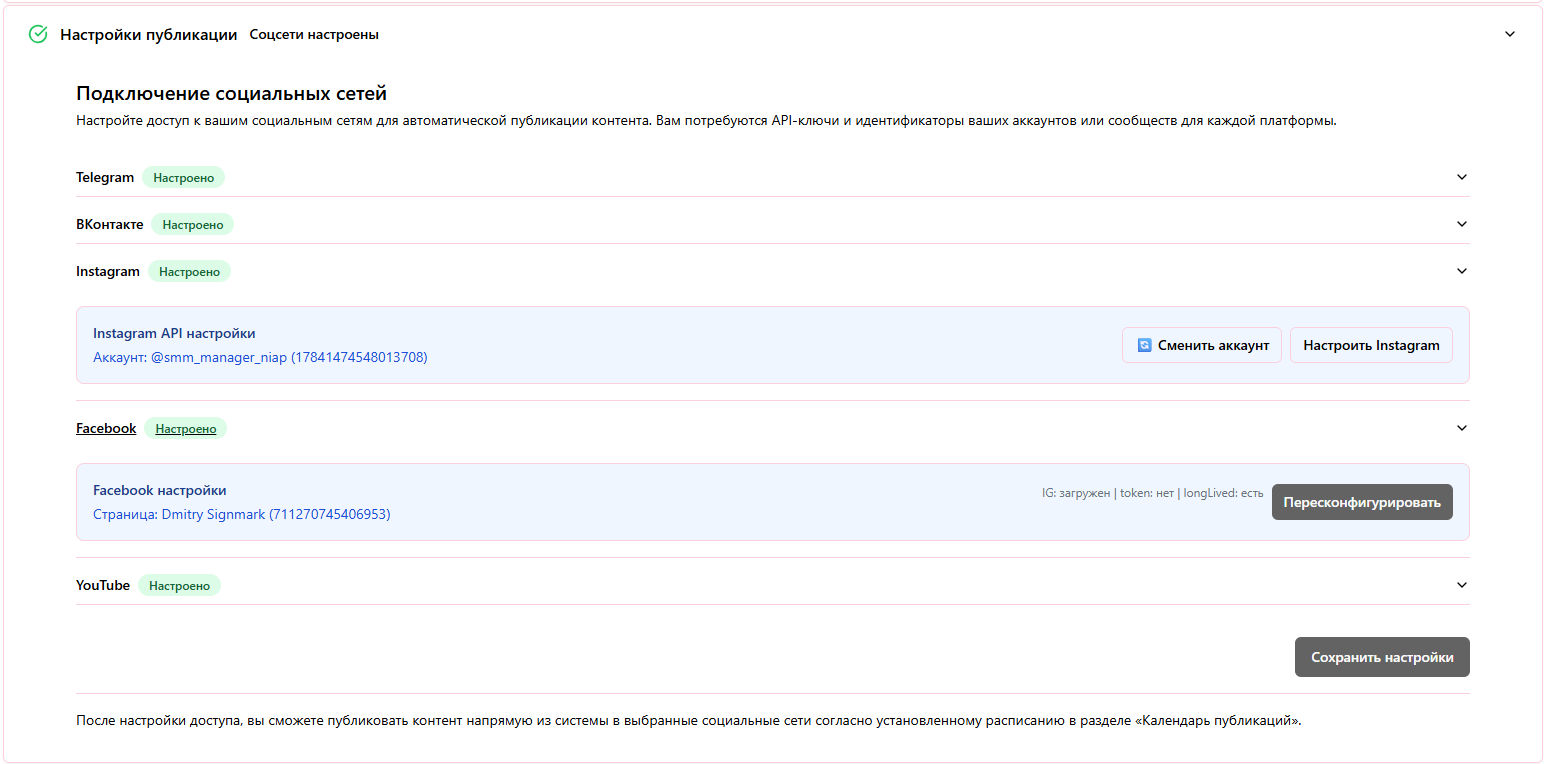 Настройки публикации Соцсети настроены
Подключение социальных сетей
Настройте доступ к вашим социальным сетям для автоматической публикации контента. Вам потребуются API-ключи и идентификаторы ваших аккаунтов или сообществ для каждой платформы.
Telegram Настроено
ВКонтакте Настроено
Instagram Настроено
Instagram API настройки
Аккаунт: @smm_manager_niap (17841474548013708)
Сменить аккаунт Настроить Instagram
Facebook Настроено
Facebook настройки
Страница: Dmitry Signmark (711270745406953)
IG: загружен | token: нет | longLived: есть Пересконфигурировать
YouTube Настроено
Сохранить настройки
После настройки доступа, вы сможете публиковать контент напрямую из системы в выбранные социальные сети согласно установленному расписанию в разделе «Календарь публикаций».